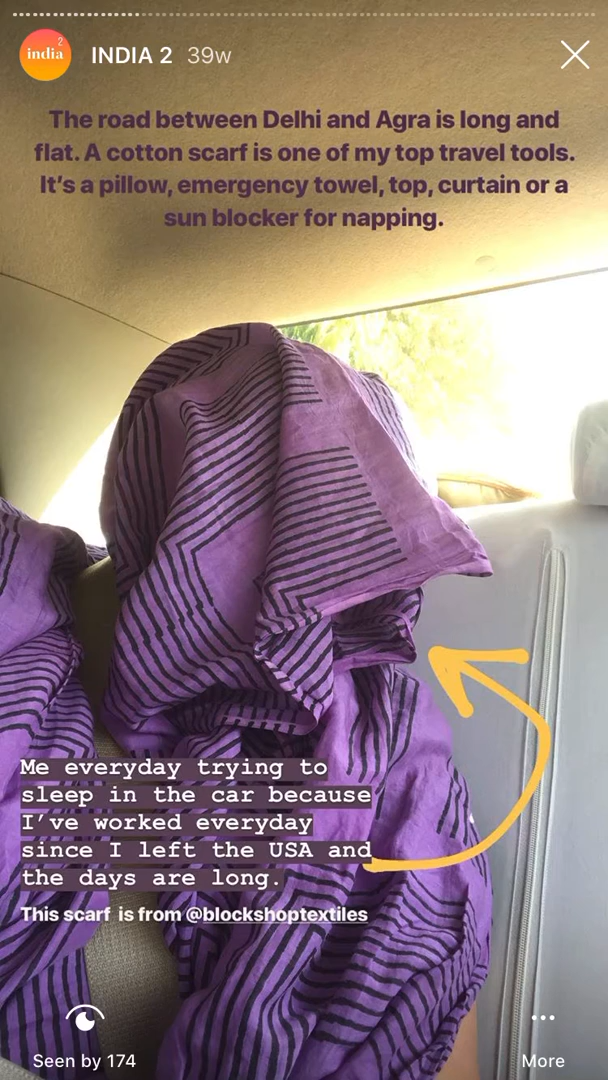 india 2
INDIA 2 39w
The road between Delhi and Agra is long and
flat. A cotton scarf is one of my top travel tools.
It's a pillow, emergency towel, top, curtain or a
sun blocker for napping.
Me everyday trying to
sleep in the car because
I've worked everyday
since I left the USA and
the days are long.
This scarf is from @blockshoptextiles
Seen by 174
More